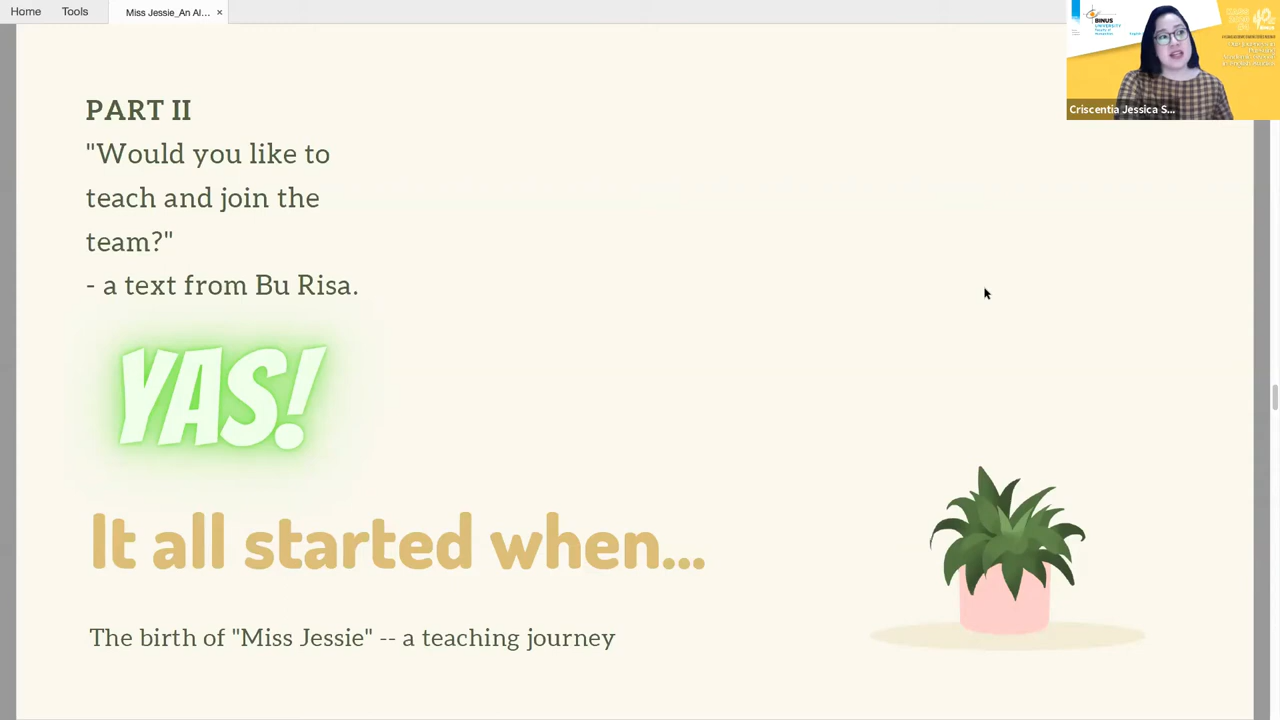 Home
Tools
Miss Jessie_An Al...
×
BINUS
UNIVERSITY
Criscentia Jessica S...
PART II
"Would you like to
teach and join the
team?"
- a text from Bu Risa.
YAS!
It all started when...
The birth of "Miss Jessie" -- a teaching journey